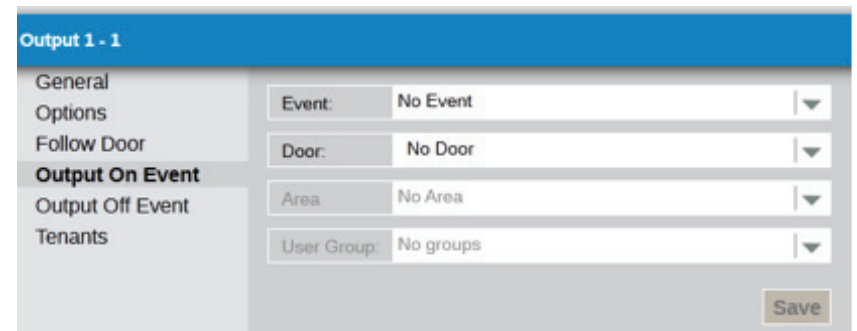 Output 1 - 1
General
Options
Follow Door
Output On Event
Output Off Event
Tenants
Event: No Event
Door: No Door
Area No Area
User Group: No groups
Save